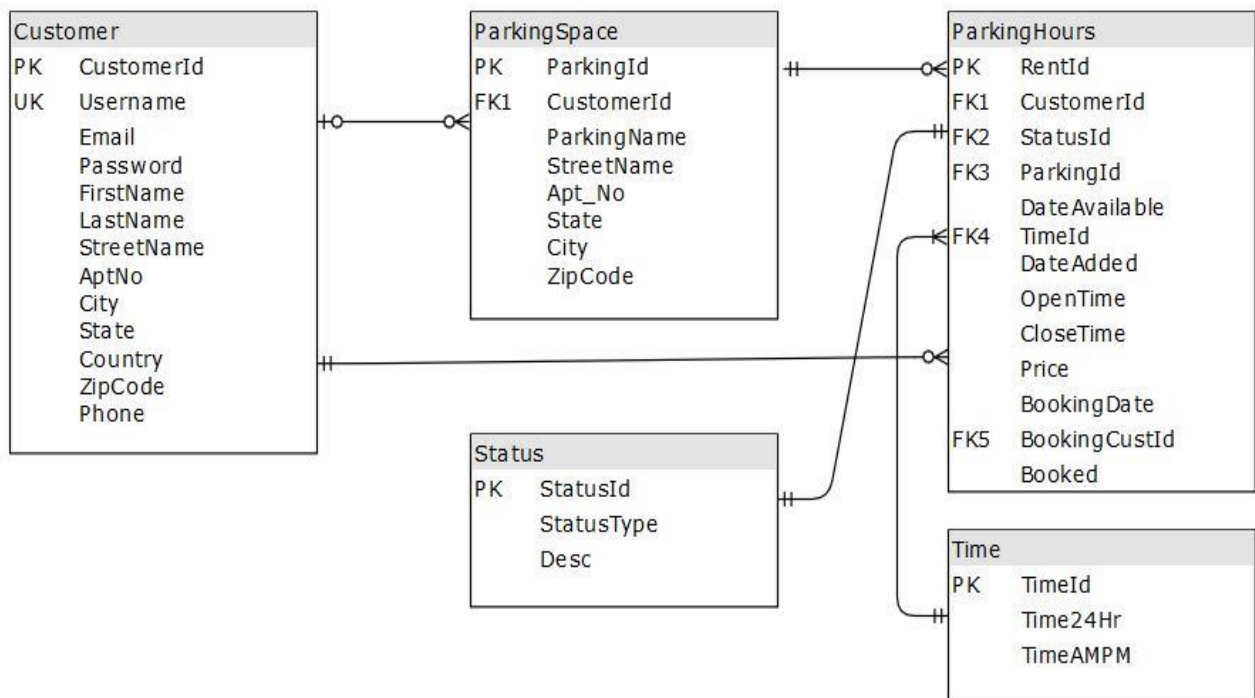 Customer
PK CustomerId
UK Username
Email
Password
FirstName
LastName
StreetName
AptNo
City
State
Country
ZipCode
Phone
ParkingSpace
PK ParkingId
FK1 CustomerId
ParkingName
StreetName
Apt_No
State
City
ZipCode
ParkingHours
PK RentId
FK1 CustomerId
FK2 StatusId
FK3 ParkingId
DateAvailable
FK4 TimeId
DateAdded
OpenTime
CloseTime
Price
BookingDate
FK5 BookingCustId
Booked
Status
PK StatusId
StatusType
Desc
Time
PK TimeId
Time24Hr
TimeAMPM